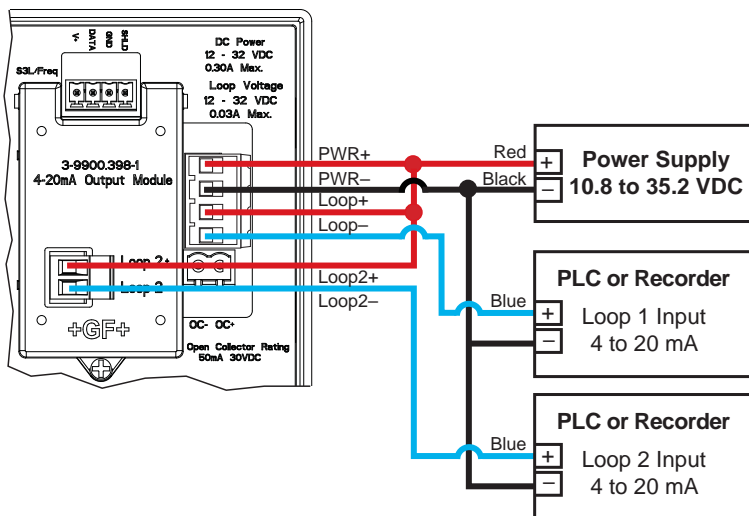 V+
DATA
GND
SHLD
S3L/Freq
DC Power
12 - 32 VDC
0.30A Max.
Loop Voltage
12 - 32 VDC
0.03A Max.
3-9900.398-1
4-20mA Output Module
Loop 2+
Loop 2-
+GF+
OC- OC+
Open Collector Rating
50mA 30VDC
PWR+
PWR–
Loop+
Loop–
Loop2+
Loop2–
Red
Black
+
–
Power Supply
10.8 to 35.2 VDC
Blue
+
–
PLC or Recorder
Loop 1 Input
4 to 20 mA
Blue
+
–
PLC or Recorder
Loop 2 Input
4 to 20 mA